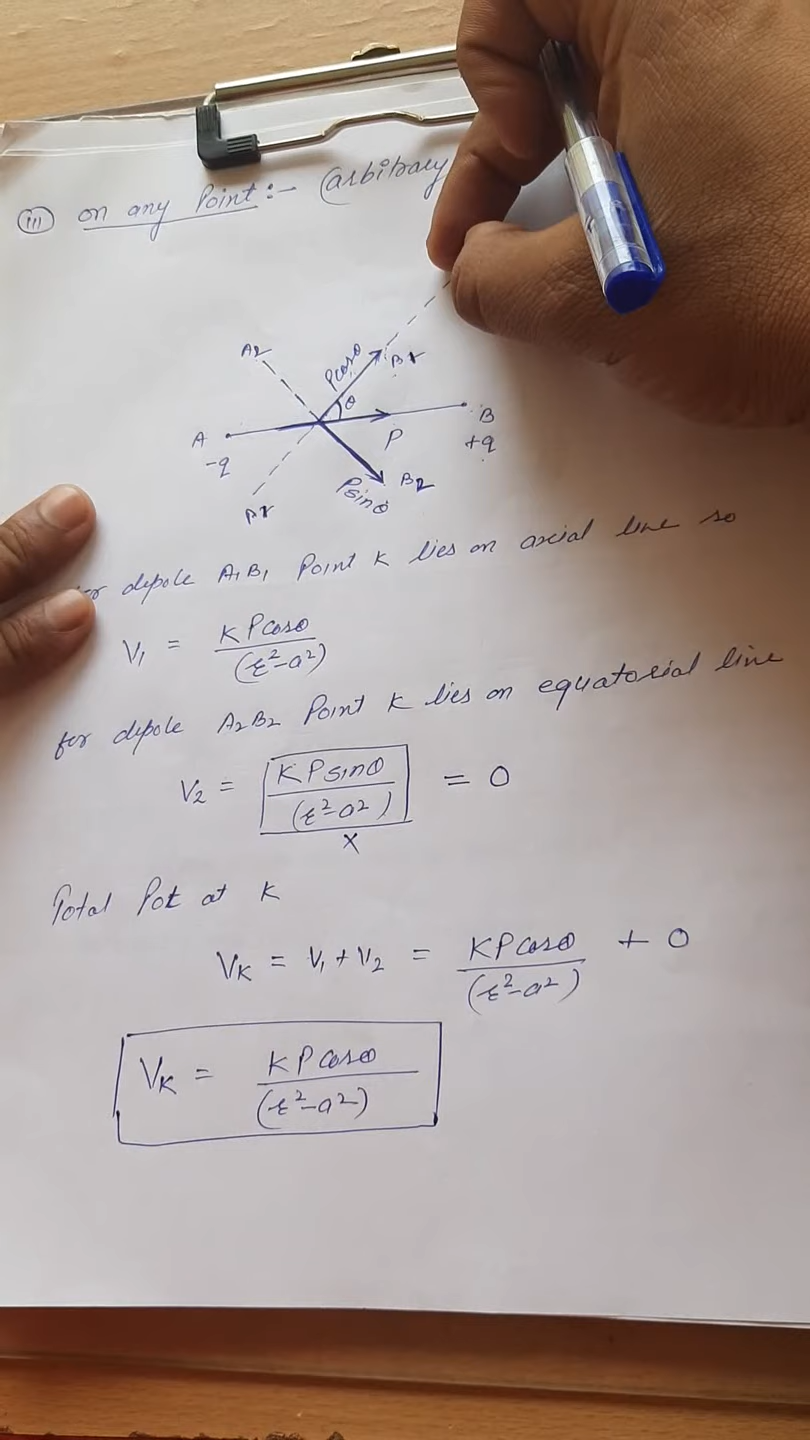 (iii) on any Point :- (arbitrary
A2
Pcosθ
B1
θ
A
-q
P
B
+q
Psinθ
B2
dipole A1B1 Point K lies on axial line so
V1 = KPcosθ / (r²-a²)
for dipole A2B2 Point K lies on equatorial line
V2 = KPsinθ / (r²-a²) = 0
x
Total Pot at K
VK = V1 + V2 = KPcosθ / (r²-a²) + 0
VK = KPcosθ / (r²-a²)